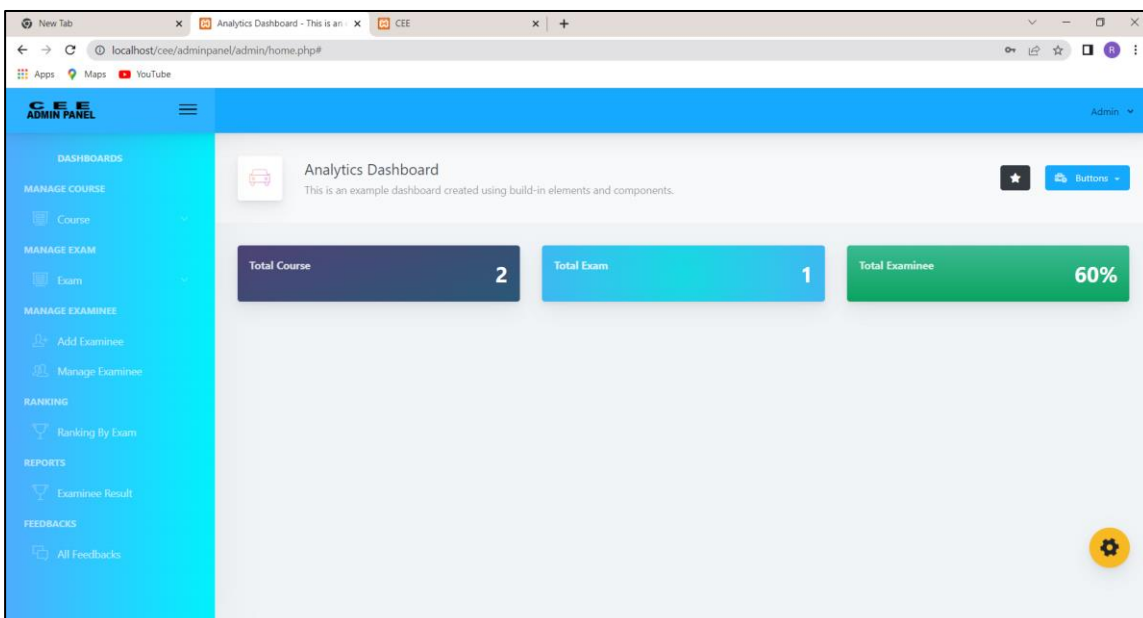 New Tab
Analytics Dashboard - This is an
CEE
localhost/cee/adminpanel/admin/home.php#
R
Apps
Maps
YouTube
CEE
ADMIN PANEL
Admin
DASHBOARDS
MANAGE COURSE
Course
MANAGE EXAM
Exam
MANAGE EXAMINEE
Add Examinee
Manage Examinee
RANKING
Ranking By Exam
REPORTS
Examinee Result
FEEDBACKS
All Feedbacks
Analytics Dashboard
This is an example dashboard created using build-in elements and components.
Buttons
Total Course
2
Total Exam
1
Total Examinee
60%